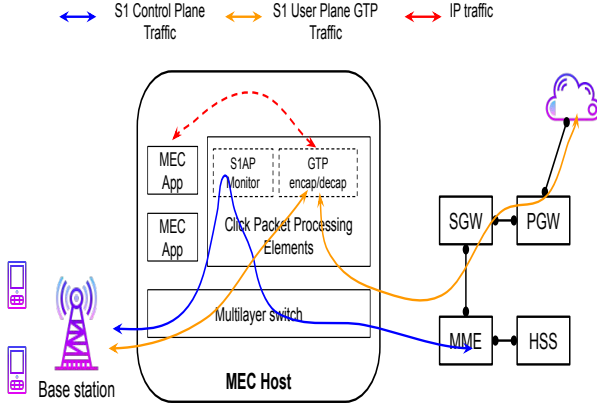 S1 Control Plane
Traffic
S1 User Plane GTP
Traffic
IP traffic
MEC
App
S1AP
Monitor
GTP
encap/decap
MEC
App
Click Packet Processing
Elements
SGW
PGW
Multilayer switch
MME
HSS
Base station
MEC Host